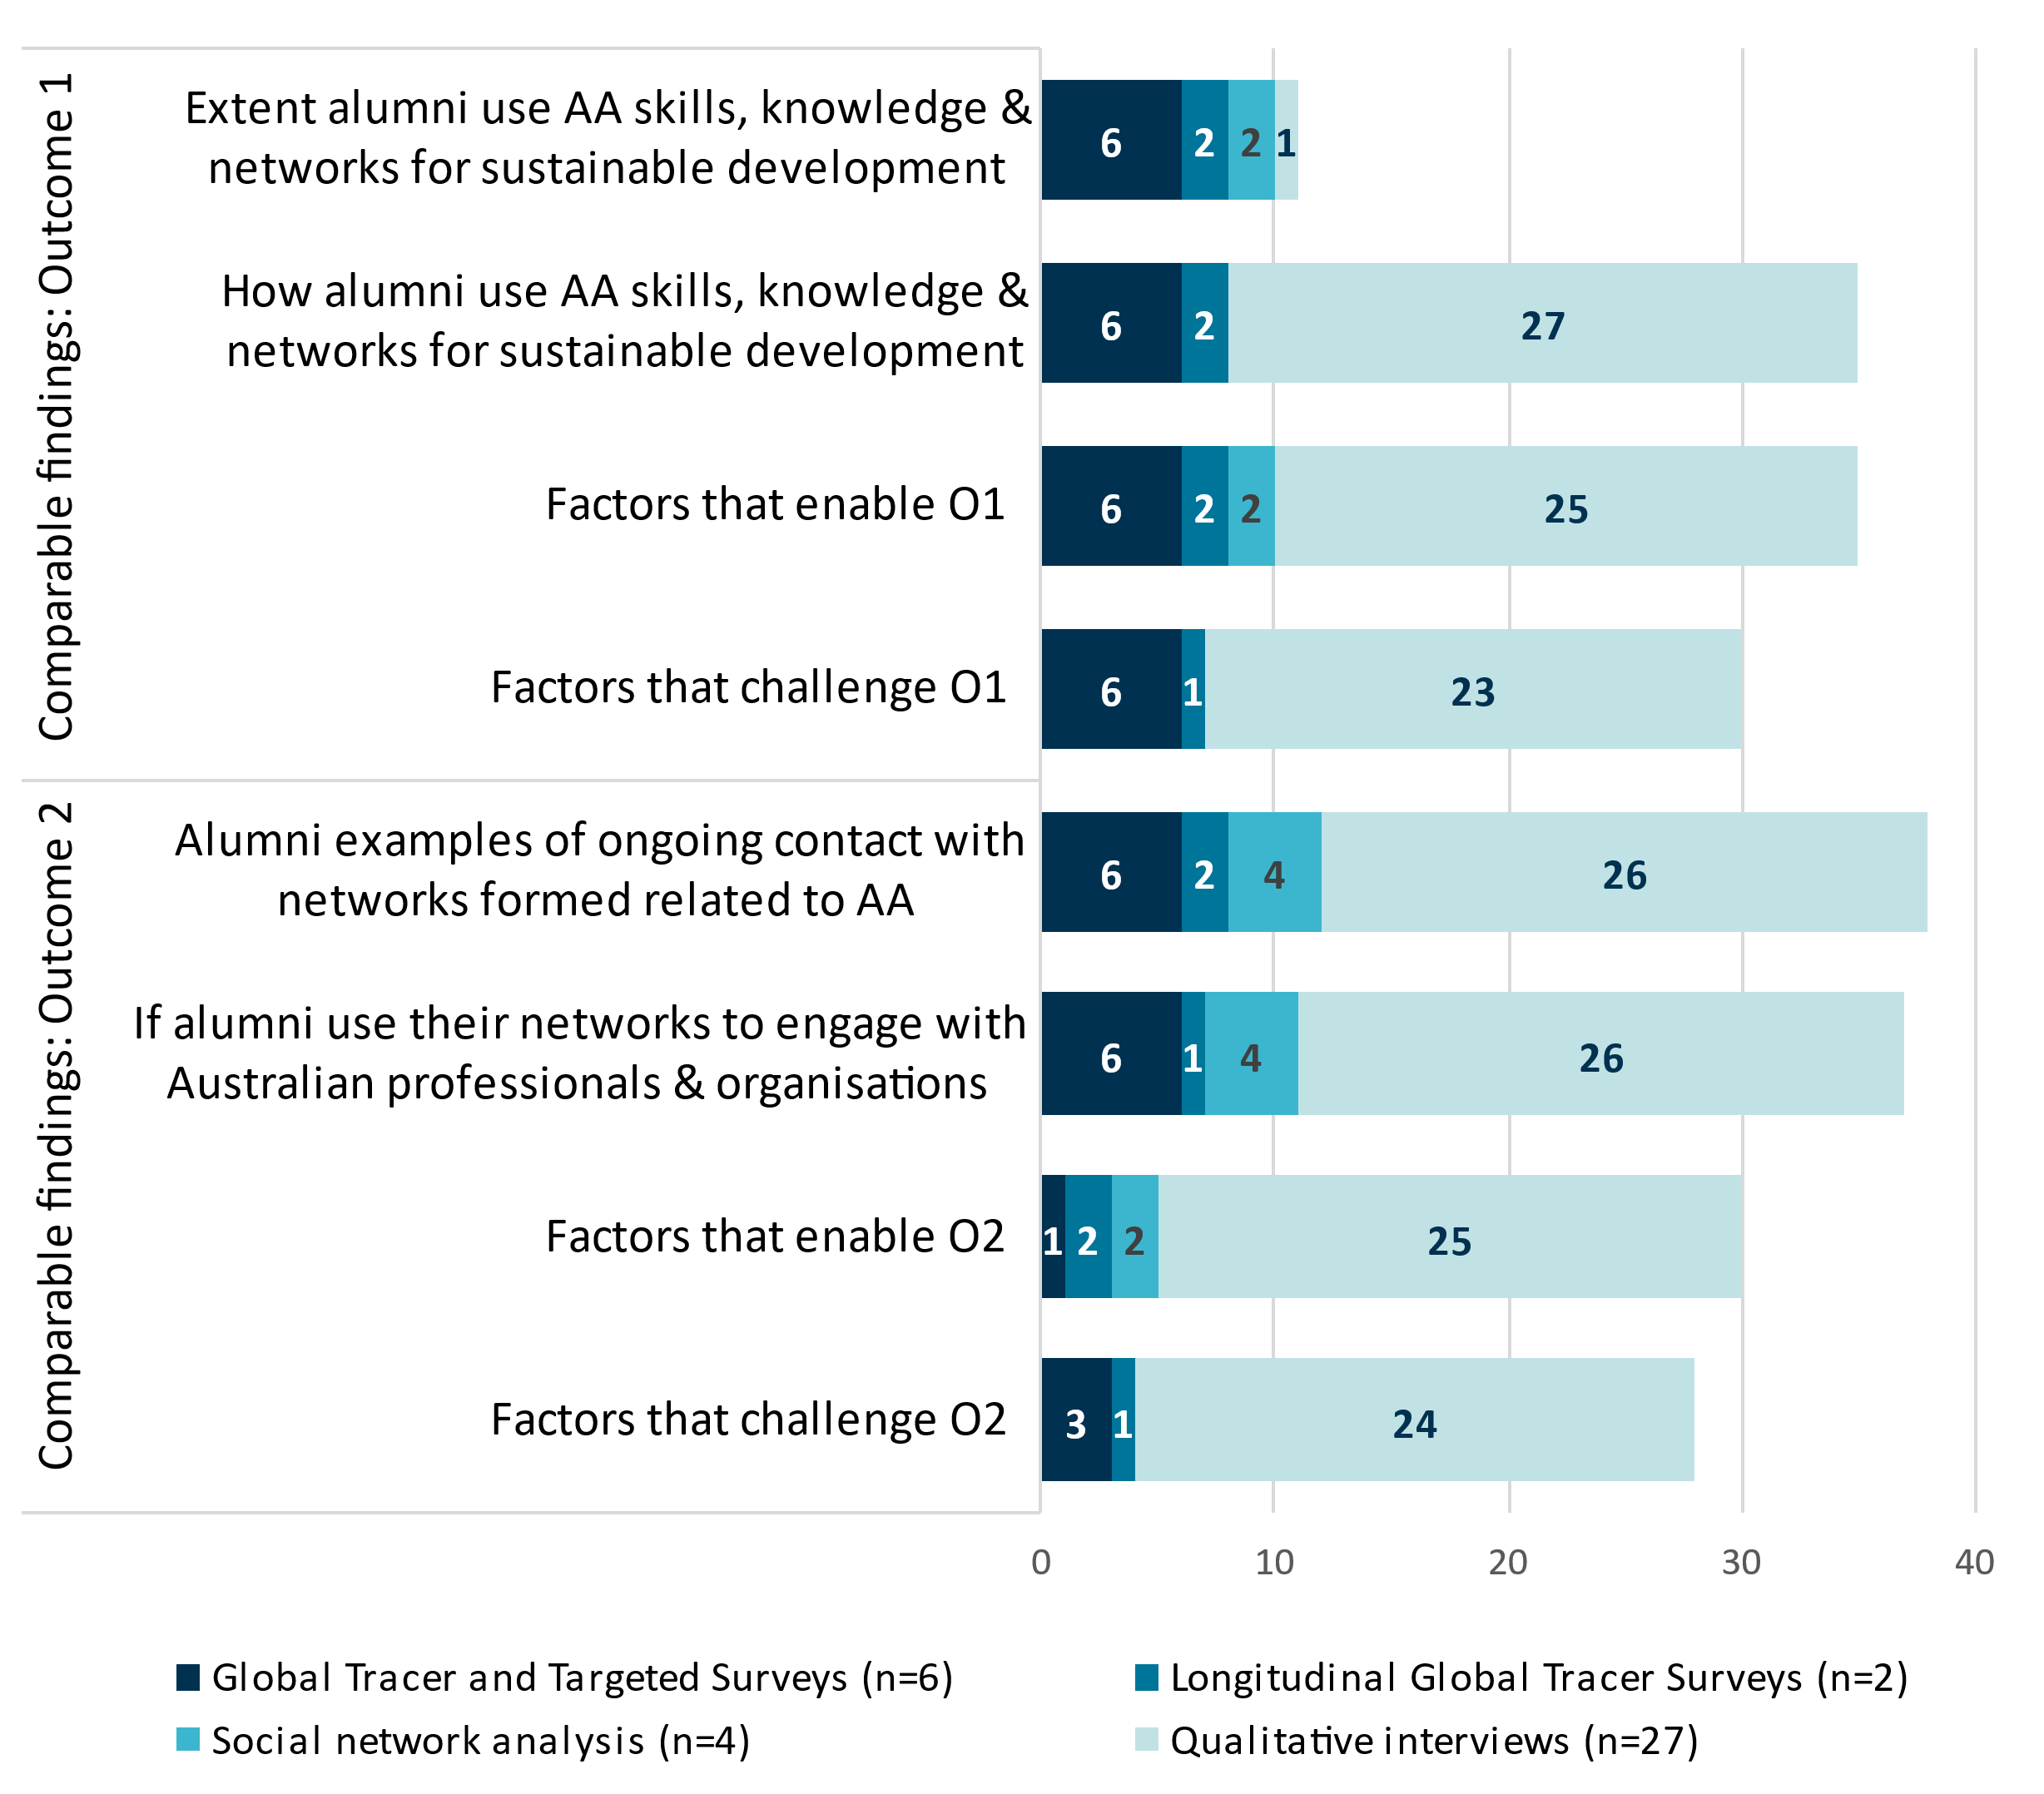 Comparable findings: Outcome 1
Extent alumni use AA skills, knowledge &
networks for sustainable development
6 2 2 1
How alumni use AA skills, knowledge &
networks for sustainable development
6 2 27
Factors that enable O1
6 2 2 25
Factors that challenge O1
6 1 23
Comparable findings: Outcome 2
Alumni examples of ongoing contact with
networks formed related to AA
6 2 4 26
If alumni use their networks to engage with
Australian professionals & organisations
6 1 4 26
Factors that enable O2
1 2 2 25
Factors that challenge O2
3 1 24
0 10 20 30 40
Global Tracer and Targeted Surveys (n=6)
Longitudinal Global Tracer Surveys (n=2)
Social network analysis (n=4)
Qualitative interviews (n=27)